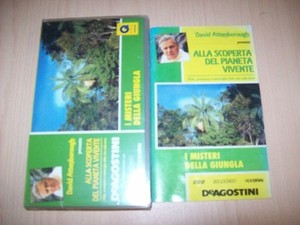 I MISTERI
DELLA GIUNGLA
David Attenborough
presenta
ALLA SCOPERTA
DEL PIANETA
VIVENTE
DEAGOSTINI
David Attenborough
presenta
ALLA SCOPERTA
DEL PIANETA
VIVENTE
I MISTERI
DELLA GIUNGLA
DEAGOSTINI